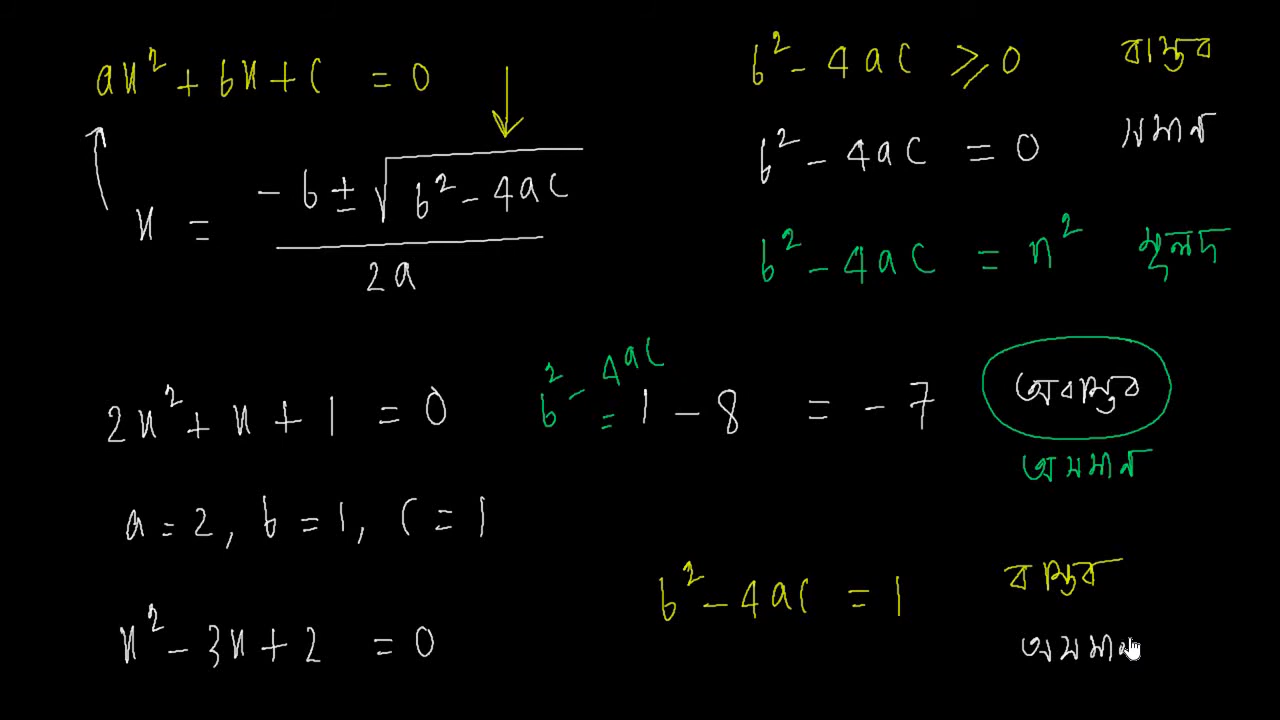 ax² + bx + c = 0
x = (-b ± √(b² - 4ac)) / 2a
b² - 4ac ⩾ 0 বাস্তব
b² - 4ac = 0 সমান
b² - 4ac = n² মূলদ
2x² + x + 1 = 0
b² - 4ac = 1 - 8 = -7 অবাস্তব
অসমান
a = 2, b = 1, c = 1
x² - 3x + 2 = 0
b² - 4ac = 1 বাস্তব
অসমান